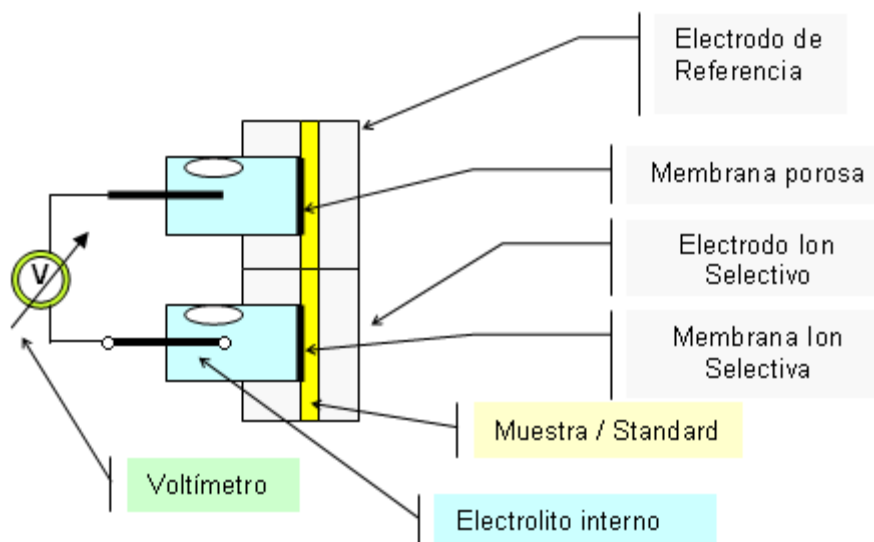 Electrodo de
Referencia
Membrana porosa
Electrodo Ion
Selectivo
V
Membrana Ion
Selectiva
Muestra / Standard
Voltímetro
Electrolito interno